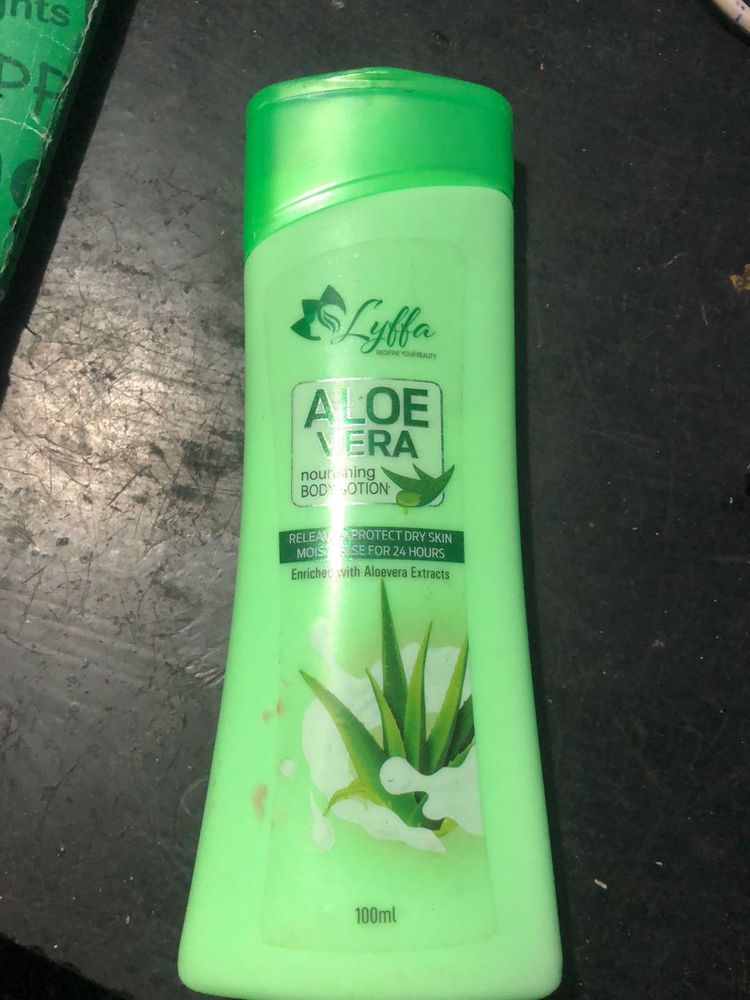 Lyffa
REDEFINE YOUR BEAUTY
ALOE
VERA
nourishing
BODY LOTION
PROTECT DRY SKIN
FOR 24 HOURS
Enriched with Aloevera Extracts
100ml